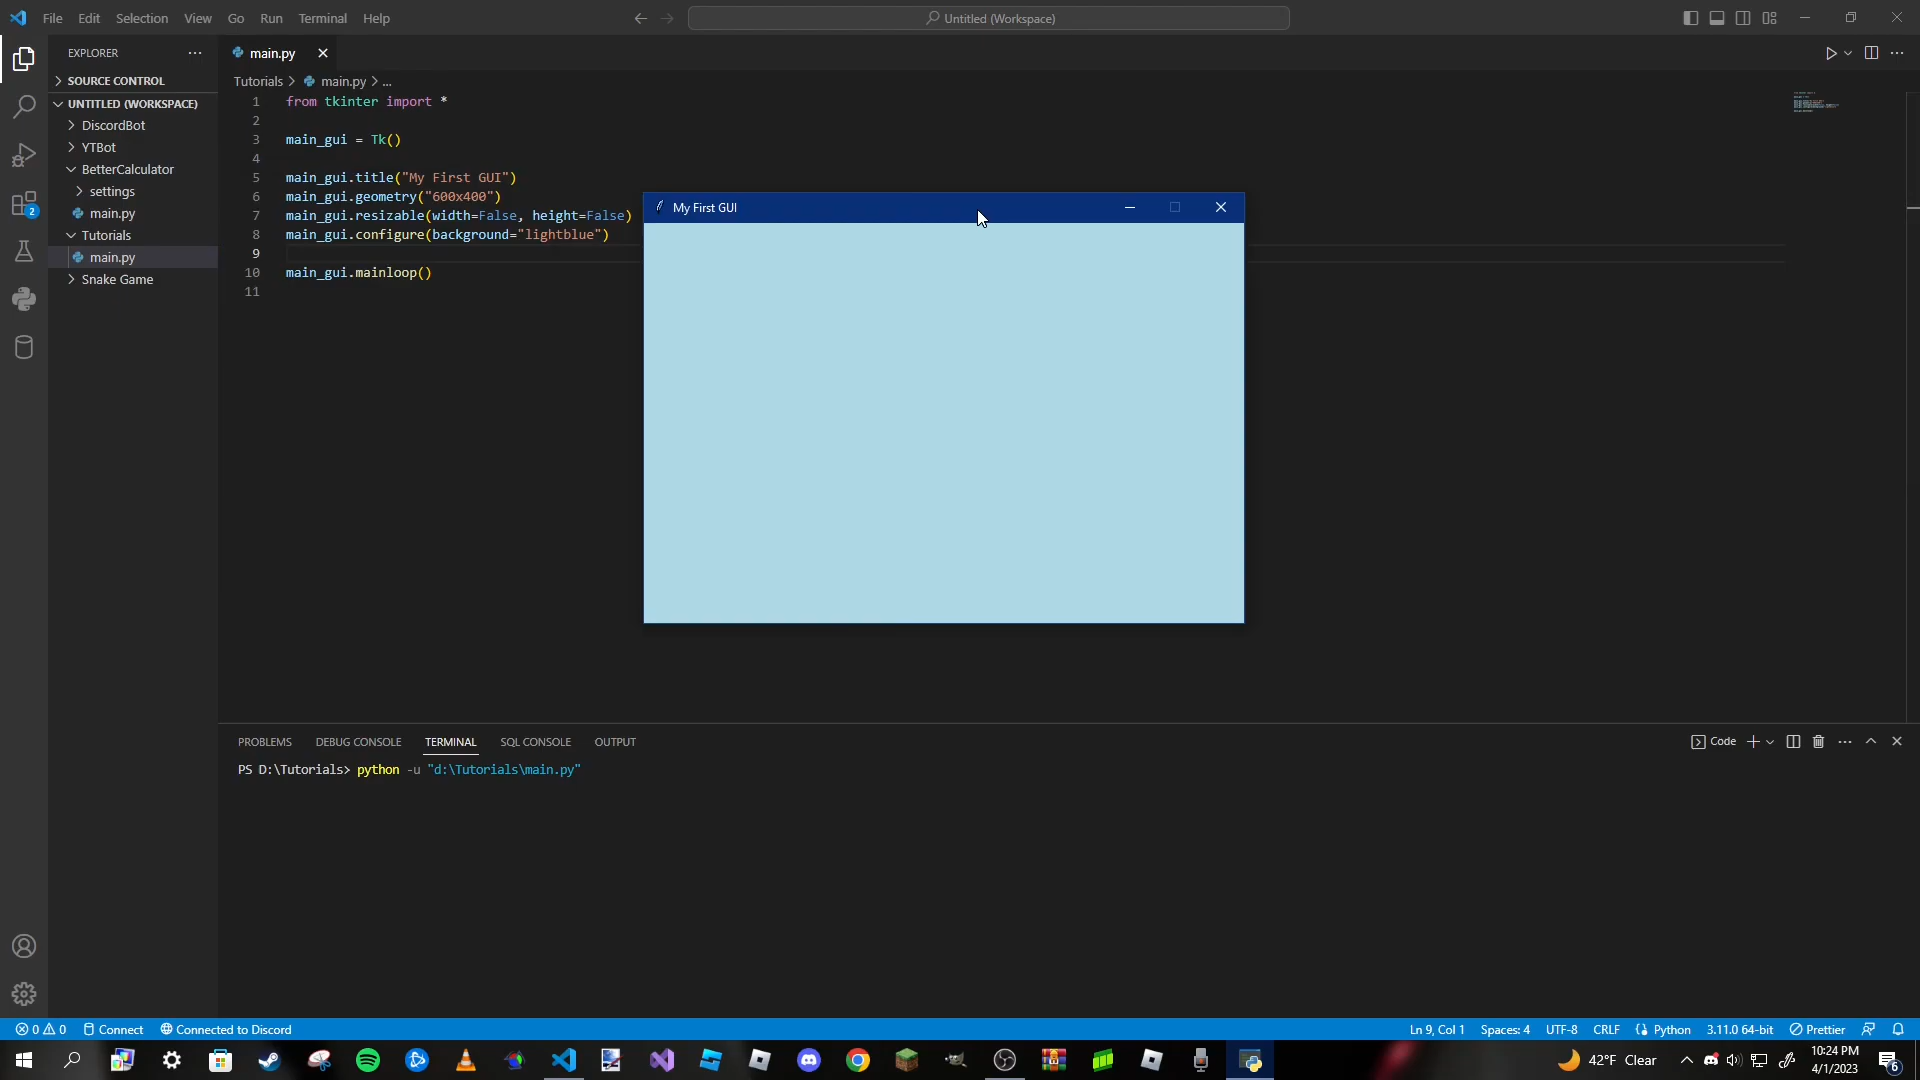 File Edit Selection View Go Run Terminal Help
Untitled (Workspace)
EXPLORER
SOURCE CONTROL
UNTITLED (WORKSPACE)
DiscordBot
YTBot
BetterCalculator
settings
main.py
Tutorials
main.py
Snake Game
2
main.py
Tutorials > main.py > ...
1 from tkinter import *
2
3 main_gui = Tk()
4
5 main_gui.title("My First GUI")
6 main_gui.geometry("600x400")
7 main_gui.resizable(width=False, height=False)
8 main_gui.configure(background="lightblue")
9
10 main_gui.mainloop()
11
My First GUI
PROBLEMS DEBUG CONSOLE TERMINAL SQL CONSOLE OUTPUT
Code
PS D:\Tutorials> python -u "d:\Tutorials\main.py"
0 0 Connect Connected to Discord
Ln 9, Col 1 Spaces: 4 UTF-8 CRLF Python 3.11.0 64-bit Prettier
42°F Clear
10:24 PM
4/1/2023
6